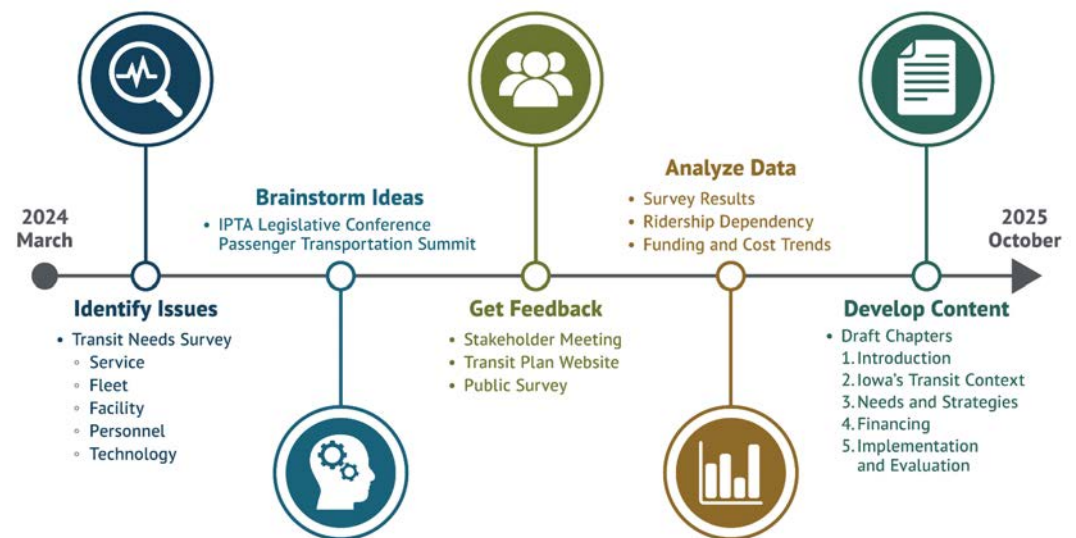 2024
March
Identify Issues
• Transit Needs Survey
◦ Service
◦ Fleet
◦ Facility
◦ Personnel
◦ Technology
Brainstorm Ideas
• IPTA Legislative Conference
Passenger Transportation Summit
Get Feedback
• Stakeholder Meeting
• Transit Plan Website
• Public Survey
Analyze Data
• Survey Results
• Ridership Dependency
• Funding and Cost Trends
Develop Content
• Draft Chapters
1. Introduction
2. Iowa's Transit Context
3. Needs and Strategies
4. Financing
5. Implementation
and Evaluation
2025
October